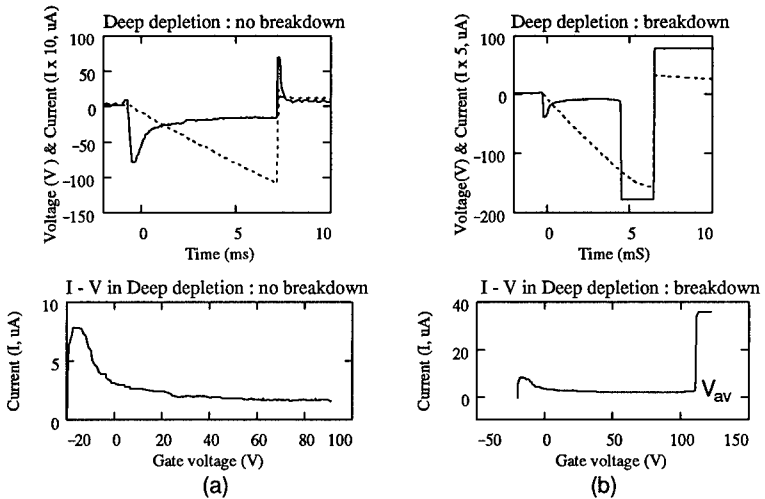 Deep depletion : no breakdown
Voltage (V ) & Current (I x 10, uA)
100
50
0
−50
−100
−150
0
5
10
Time (ms)
Deep depletion : breakdown
Voltage(V) & Current (I x 5, uA)
100
0
−100
−200
0
5
10
Time (mS)
I - V in Deep depletion : no breakdown
Current (I, uA)
10
5
0
−20
0
20
40
60
80
100
Gate voltage (V)
(a)
I - V in Deep depletion : breakdown
Current (I, uA)
40
20
0
Vav
−50
0
50
100
150
Gate voltage (V)
(b)